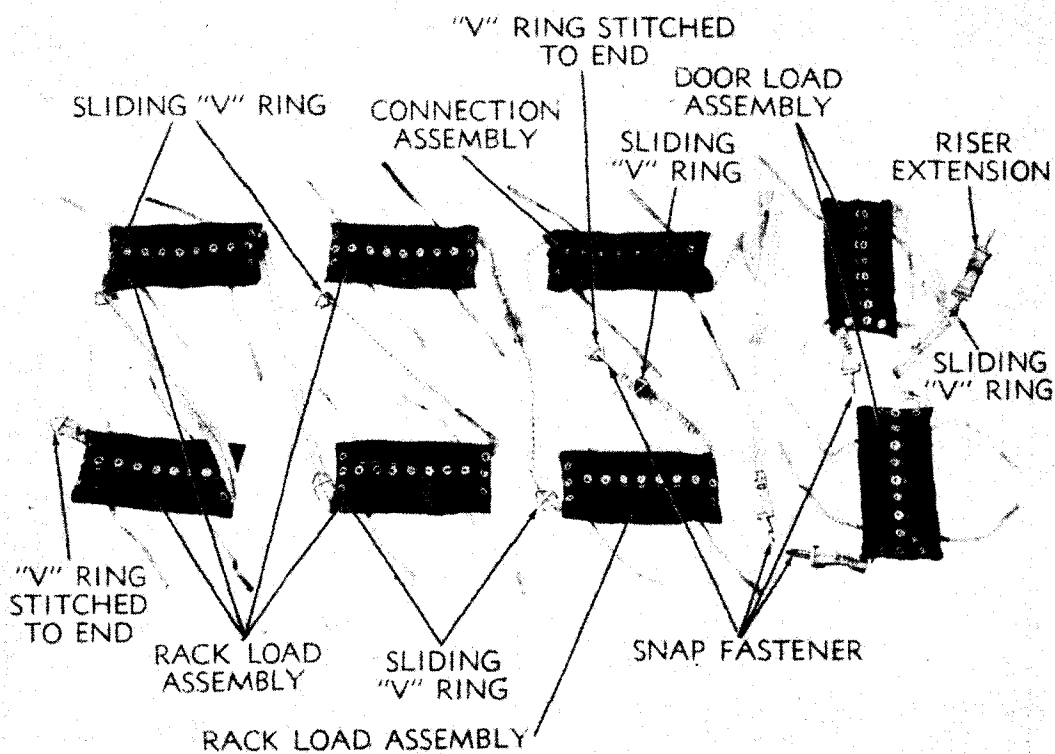 "V" RING STITCHED
TO END
DOOR LOAD
ASSEMBLY
SLIDING "V" RING
CONNECTION
ASSEMBLY
SLIDING
"V" RING
RISER
EXTENSION
SLIDING
"V" RING
"V" RING
STITCHED
TO END
RACK LOAD
ASSEMBLY
SLIDING
"V" RING
SNAP FASTENER
RACK LOAD ASSEMBLY